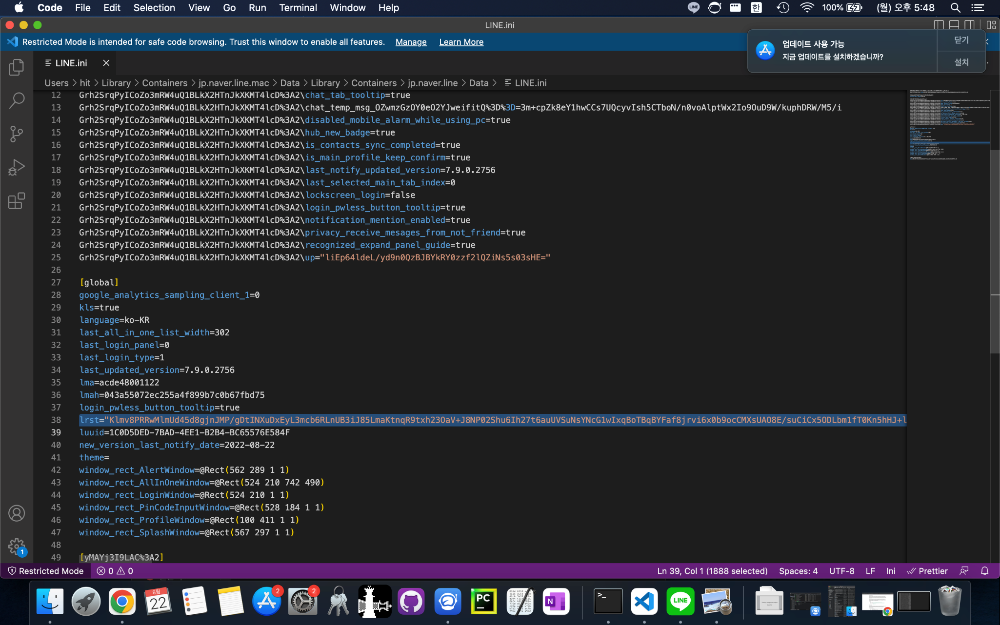 Code File Edit Selection View Go Run Terminal Window Help LINE 한 100% (월) 오후 5:48
LINE.ini
Restricted Mode is intended for safe code browsing. Trust this window to enable all features. Manage Learn More
업데이트 사용 가능
지금 업데이트를 설치하겠습니까?
닫기
설치
LINE.ini
Users > hit > Library > Containers > jp.naver.line.mac > Data > Library > Containers > jp.naver.line > Data > LINE.ini
12 Grh2SrqPyICoZo3mRW4uQ1BLkX2HTnJkXKMT4lcD%3A2\chat_tab_tooltip=true
13 Grh2SrqPyICoZo3mRW4uQ1BLkX2HTnJkXKMT4lcD%3A2\chat_temp_msg_OZwmzGzOY0eO2YJweifitQ%3D%3D=3m+cpZk8eY1hwCCs7UQcyvIsh5CTboN/n0voAlptWx2Io9OuD9W/kuphDRW/M5/i
14 Grh2SrqPyICoZo3mRW4uQ1BLkX2HTnJkXKMT4lcD%3A2\disabled_mobile_alarm_while_using_pc=true
15 Grh2SrqPyICoZo3mRW4uQ1BLkX2HTnJkXKMT4lcD%3A2\hub_new_badge=true
16 Grh2SrqPyICoZo3mRW4uQ1BLkX2HTnJkXKMT4lcD%3A2\is_contacts_sync_completed=true
17 Grh2SrqPyICoZo3mRW4uQ1BLkX2HTnJkXKMT4lcD%3A2\is_main_profile_keep_confirm=true
18 Grh2SrqPyICoZo3mRW4uQ1BLkX2HTnJkXKMT4lcD%3A2\last_notify_updated_version=7.9.0.2756
19 Grh2SrqPyICoZo3mRW4uQ1BLkX2HTnJkXKMT4lcD%3A2\last_selected_main_tab_index=0
20 Grh2SrqPyICoZo3mRW4uQ1BLkX2HTnJkXKMT4lcD%3A2\lockscreen_login=false
21 Grh2SrqPyICoZo3mRW4uQ1BLkX2HTnJkXKMT4lcD%3A2\login_pwless_button_tooltip=true
22 Grh2SrqPyICoZo3mRW4uQ1BLkX2HTnJkXKMT4lcD%3A2\notification_mention_enabled=true
23 Grh2SrqPyICoZo3mRW4uQ1BLkX2HTnJkXKMT4lcD%3A2\privacy_receive_mesages_from_not_friend=true
24 Grh2SrqPyICoZo3mRW4uQ1BLkX2HTnJkXKMT4lcD%3A2\recognized_expand_panel_guide=true
25 Grh2SrqPyICoZo3mRW4uQ1BLkX2HTnJkXKMT4lcD%3A2\up="liEp64ldeL/yd9n0QzBJBYkRY0zzf2lQZiNs5s03sHE="
26
27 [global]
28 google_analytics_sampling_client_1=0
29 kls=true
30 language=ko-KR
31 last_all_in_one_list_width=302
32 last_login_panel=0
33 last_login_type=1
34 last_updated_version=7.9.0.2756
35 lma=acde48001122
36 lmah=043a55072ec255a4f899b7c0b67fbd75
37 login_pwless_button_tooltip=true
38 lrst="Klmv8PRRwMlmUd45d8gjnJMP/gDtINXuDxEyL3mcb6RLnUB3iJ85LmaKtnqR9txh23OaV+J8NP02Shu6Ih27t6auUVSuNsYNcG1wIxqBoTBqBYFaf8jrvi6x0b9ocCMXsUAO8E/suCiCx5ODLbm1fT0Kn5hHJ+l
39 luuid=1C0D5DED-7BAD-4EE1-B2B4-BC65576E584F
40 new_version_last_notify_date=2022-08-22
41 theme=
42 window_rect_AlertWindow=@Rect(562 289 1 1)
43 window_rect_AllInOneWindow=@Rect(524 210 742 490)
44 window_rect_LoginWindow=@Rect(524 210 1 1)
45 window_rect_PinCodeInputWindow=@Rect(528 184 1 1)
46 window_rect_ProfileWindow=@Rect(100 411 1 1)
47 window_rect_SplashWindow=@Rect(567 297 1 1)
48
49 [yMAYj3I9LAC%3A2]
1
Restricted Mode 0 0 Ln 39, Col 1 (1888 selected) Spaces: 4 UTF-8 LF Ini Prettier
8월 22 2 2 PC N >_ LINE